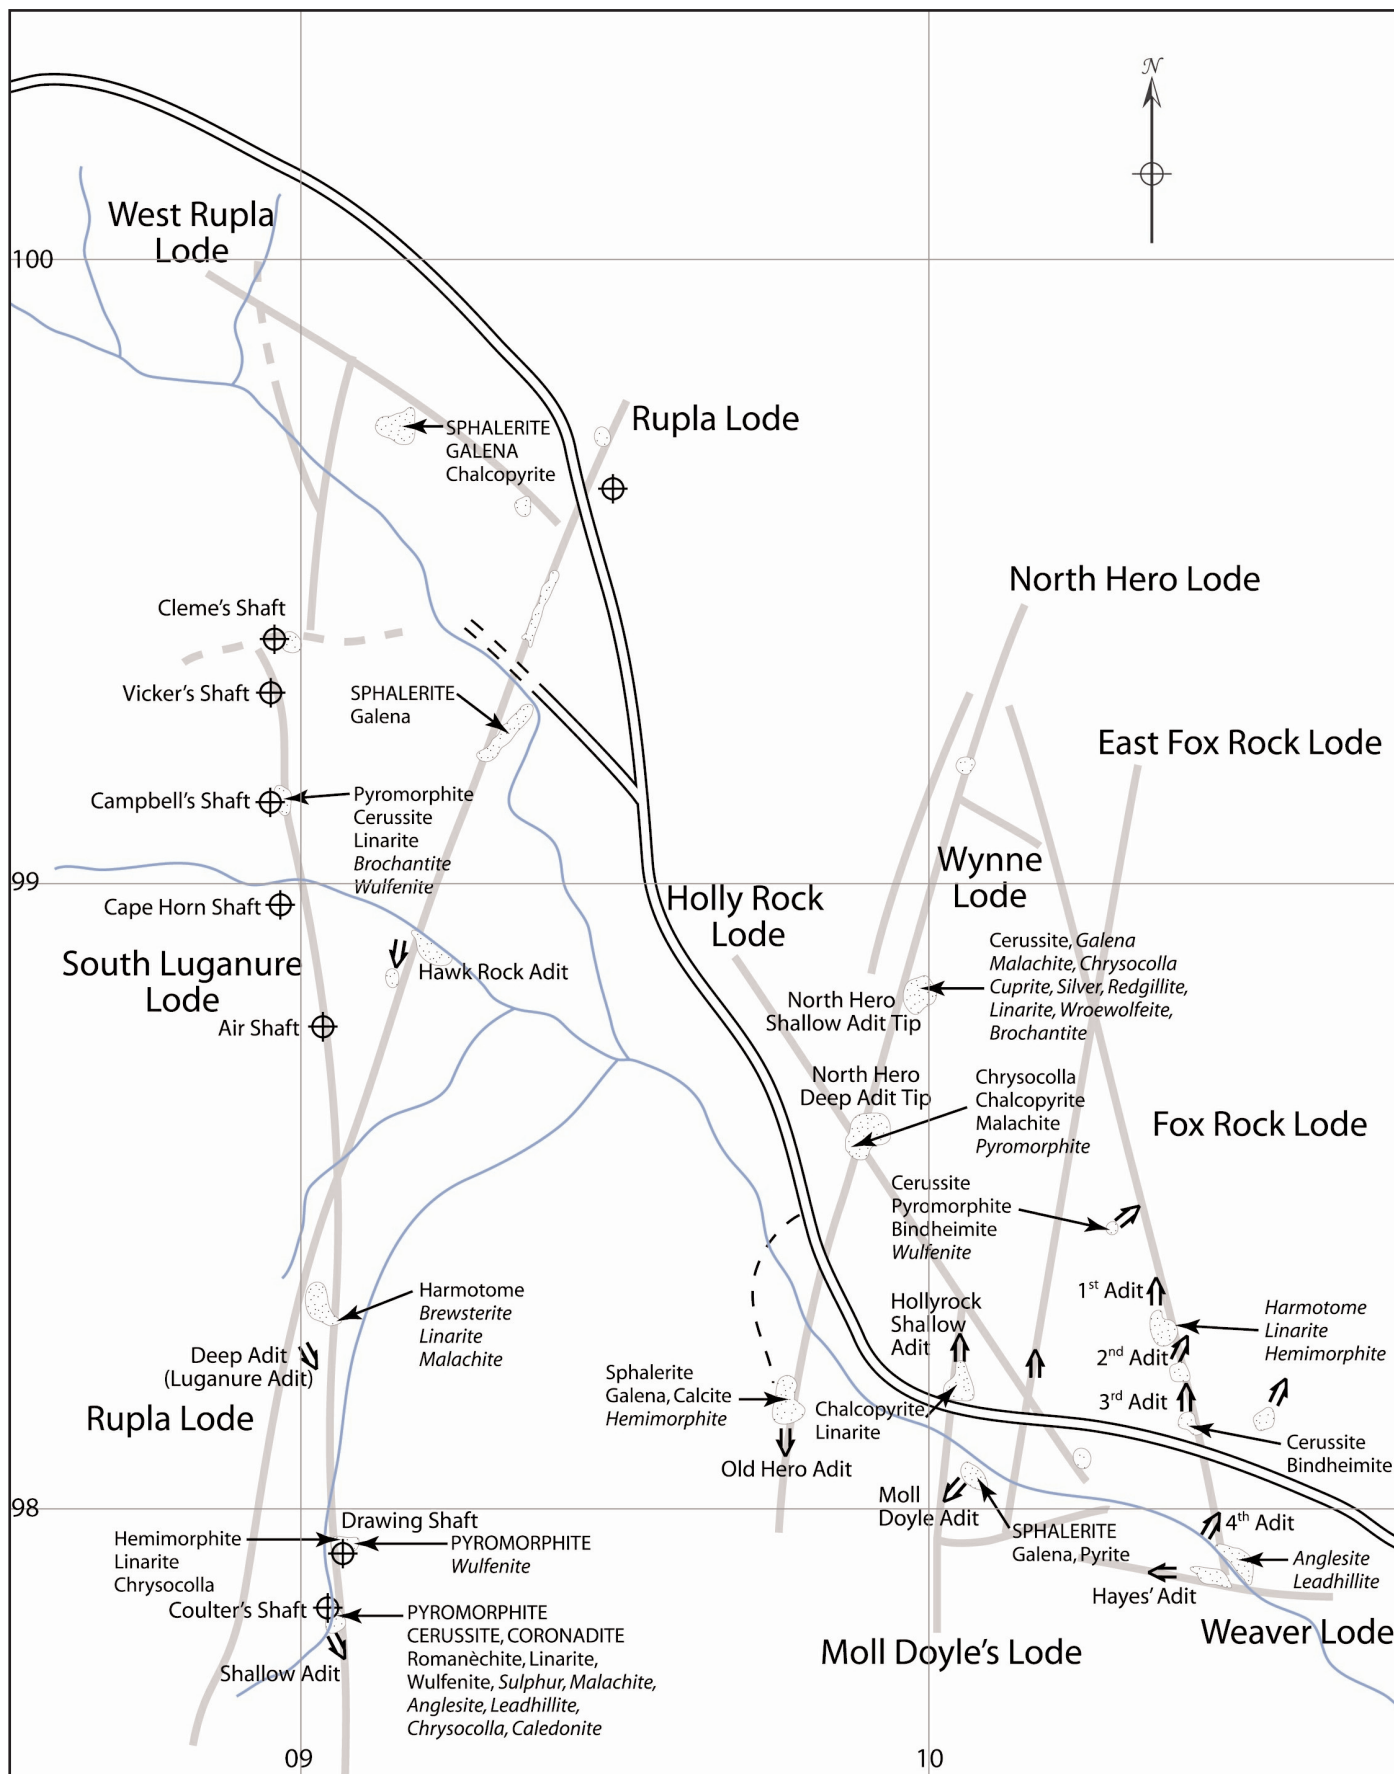 N
West Rupla
Lode
100
SPHALERITE
GALENA
Chalcopyrite
Rupla Lode
North Hero Lode
Cleme's Shaft
Vicker's Shaft
SPHALERITE
Galena
East Fox Rock Lode
Campbell's Shaft
Pyromorphite
Cerussite
Linarite
Brochantite
Wulfenite
Wynne
Lode
99
Cape Horn Shaft
Holly Rock
Lode
South Luganure
Lode
Hawk Rock Adit
Cerussite, Galena
Malachite, Chrysocolla
Cuprite, Silver, Redgillite,
Linarite, Wroewolfeite,
Brochantite
North Hero
Shallow Adit Tip
Air Shaft
North Hero
Deep Adit Tip
Chrysocolla
Chalcopyrite
Malachite
Pyromorphite
Fox Rock Lode
Cerussite
Pyromorphite
Bindheimite
Wulfenite
Harmotome
Brewsterite
Linarite
Malachite
Hollyrock
Shallow
Adit
1st Adit
Harmotome
Linarite
Hemimorphite
Deep Adit
(Luganure Adit)
2nd Adit
Sphalerite
Galena, Calcite
Hemimorphite
3rd Adit
Rupla Lode
Chalcopyrite
Linarite
Cerussite
Bindheimite
Old Hero Adit
98
Moll
Doyle Adit
Drawing Shaft
Hemimorphite
Linarite
Chrysocolla
PYROMORPHITE
Wulfenite
SPHALERITE
Galena, Pyrite
4th Adit
Anglesite
Leadhillite
Hayes' Adit
Coulter's Shaft
PYROMORPHITE
CERUSSITE, CORONADITE
Romanèchite, Linarite,
Wulfenite, Sulphur, Malachite,
Anglesite, Leadhillite,
Chrysocolla, Caledonite
Shallow Adit
Moll Doyle's Lode
Weaver Lode
09
10